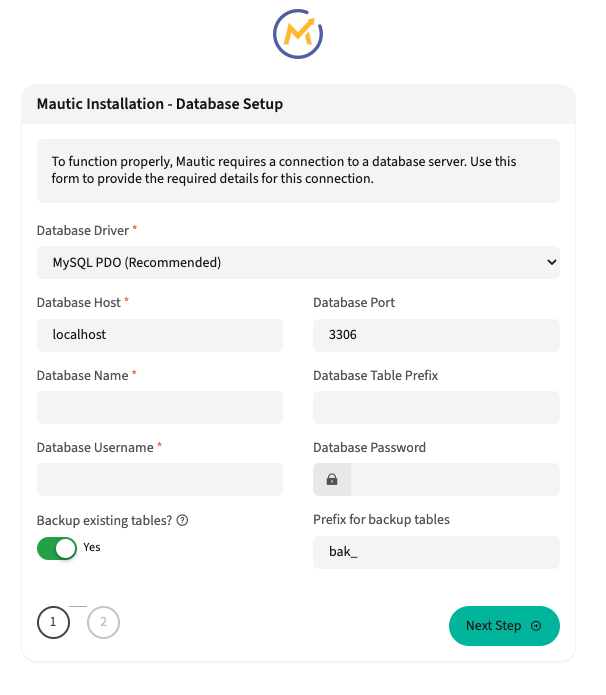 Mautic Installation - Database Setup
To function properly, Mautic requires a connection to a database server. Use this
form to provide the required details for this connection.
Database Driver *
MySQL PDO (Recommended)
Database Host *
Database Port
localhost
3306
Database Name *
Database Table Prefix
Database Username *
Database Password
Backup existing tables?
Prefix for backup tables
Yes
bak_
1
2
Next Step